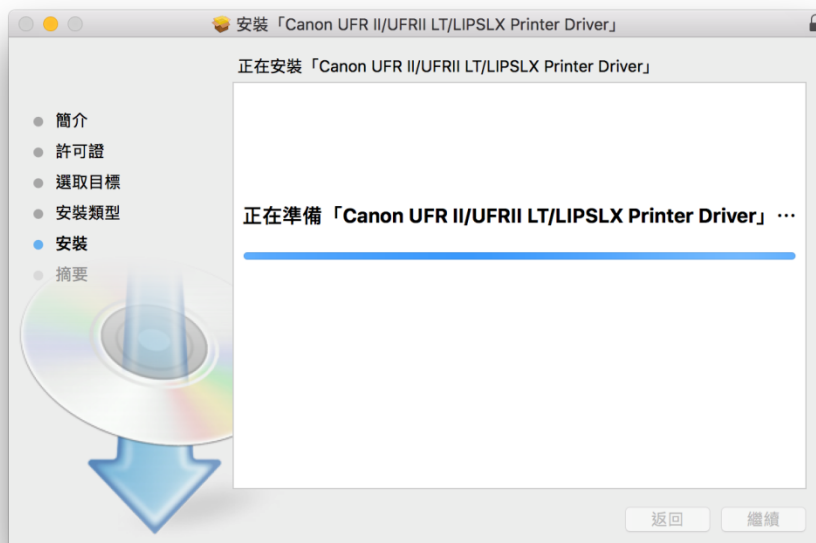 安裝「Canon UFR II/UFRII LT/LIPSLX Printer Driver」
正在安裝「Canon UFR II/UFRII LT/LIPSLX Printer Driver」
簡介
許可證
選取目標
安裝類型
安裝
摘要
正在準備「Canon UFR II/UFRII LT/LIPSLX Printer Driver」⋯
返回
繼續